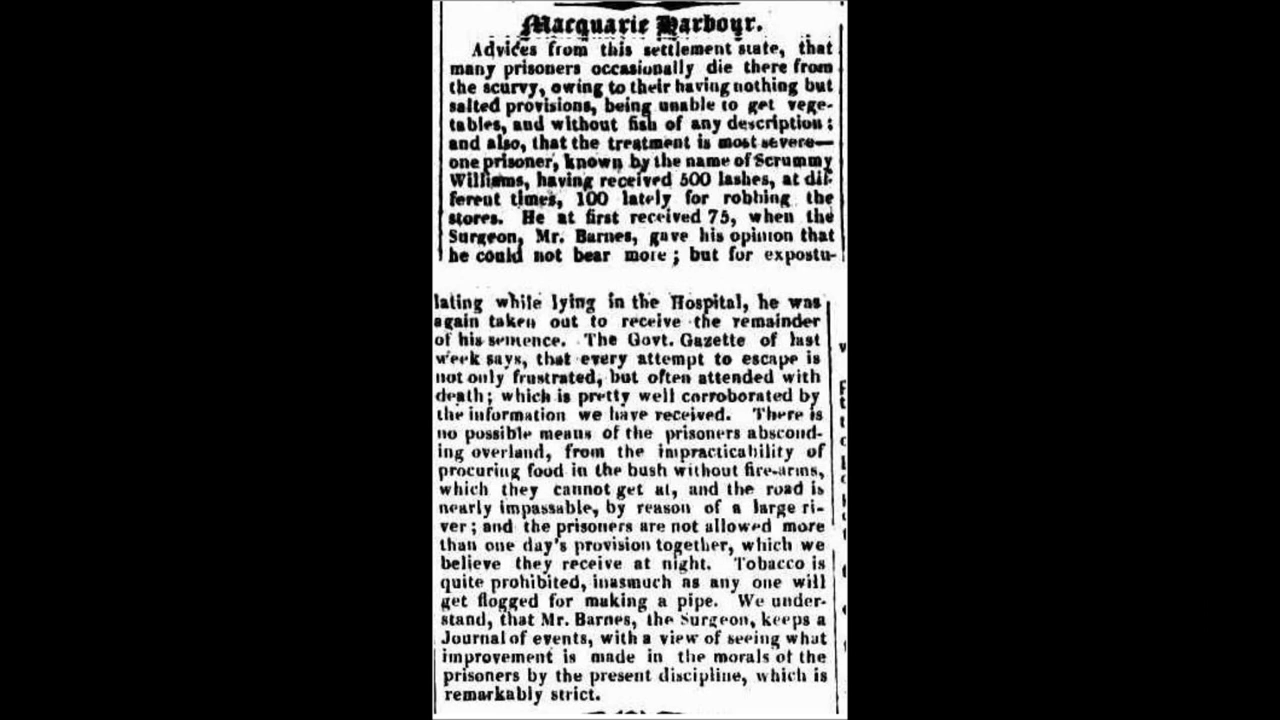 Macquarie Harbour.
Advices from this settlement state, that
many prisoners occasionally die there from
the scurvy, owing to their having nothing but
salted provisions, being unable to get vege-
tables, and without fish of any description;
and also, that the treatment is most severe—
one prisoner, known by the name of Scrummy
Williams, having received 500 lashes, at dif-
ferent times, 100 lately for robbing the
stores. He at first received 75, when the
Surgeon, Mr. Barnes, gave his opinion that
he could not bear more; but for expostu-
lating while lying in the Hospital, he was
again taken out to receive the remainder
of his sentence. The Govt. Gazette of last
week says, that every attempt to escape is
not only frustrated, but often attended with
death; which is pretty well corroborated by
the information we have received. There is
no possible means of the prisoners abscond-
ing overland, from the impracticability of
procuring food in the bush without fire-arms,
which they cannot get at, and the road is
nearly impassable, by reason of a large ri-
ver; and the prisoners are not allowed more
than one day's provision together, which we
believe they receive at night. Tobacco is
quite prohibited, inasmuch as any one will
get flogged for making a pipe. We under-
stand, that Mr. Barnes, the Surgeon, keeps a
Journal of events, with a view of seeing what
improvement is made in the morals of the
prisoners by the present discipline, which is
remarkably strict.